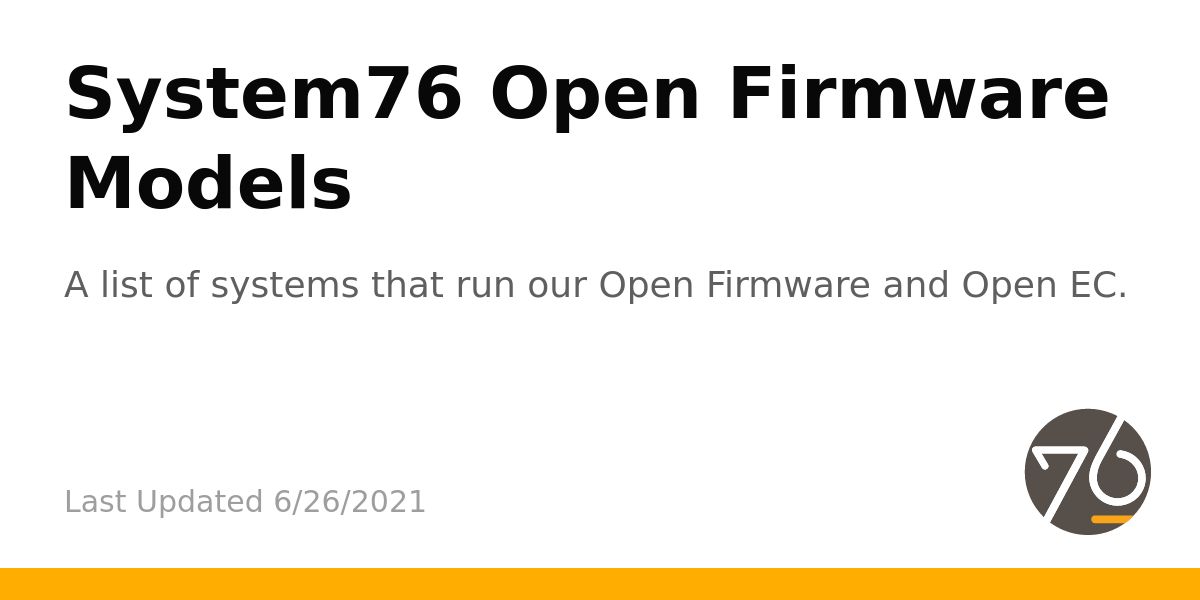 System76 Open Firmware
Models
A list of systems that run our Open Firmware and Open EC.
Last Updated 6/26/2021
76